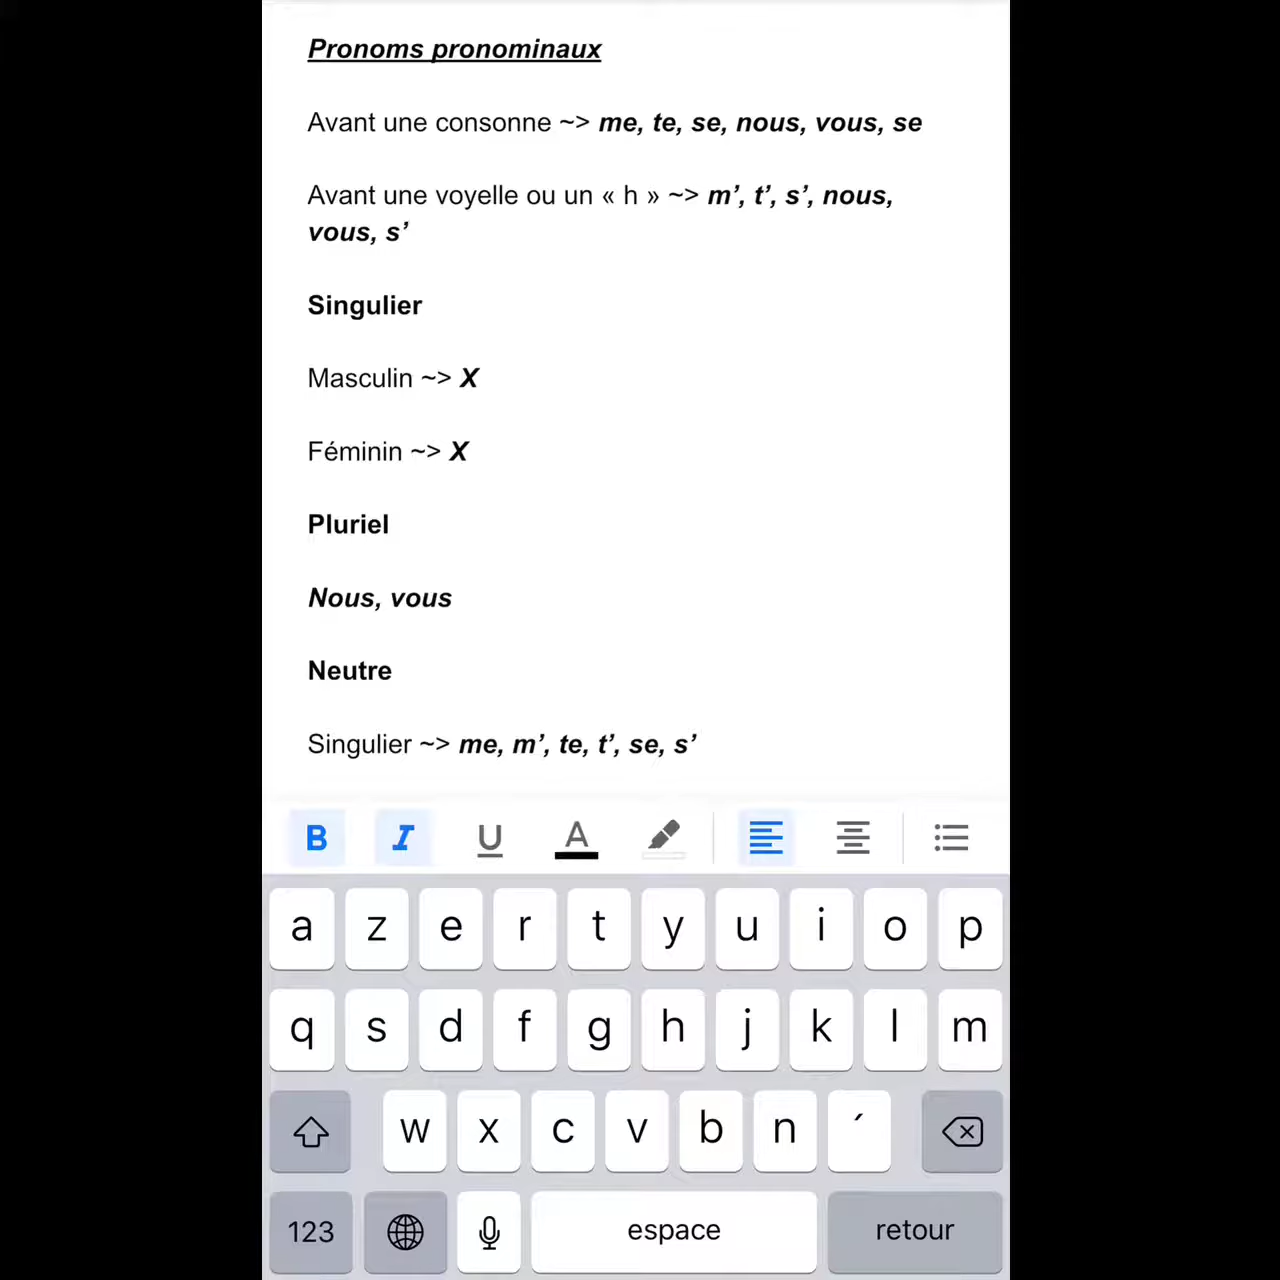 Pronoms pronominaux
Avant une consonne ~> me, te, se, nous, vous, se
Avant une voyelle ou un « h » ~> m’, t’, s’, nous,
vous, s’
Singulier
Masculin ~> X
Féminin ~> X
Pluriel
Nous, vous
Neutre
Singulier ~> me, m’, te, t’, se, s’
B I U A
a z e r t y u i o p
q s d f g h j k l m
w x c v b n ´
123 espace retour